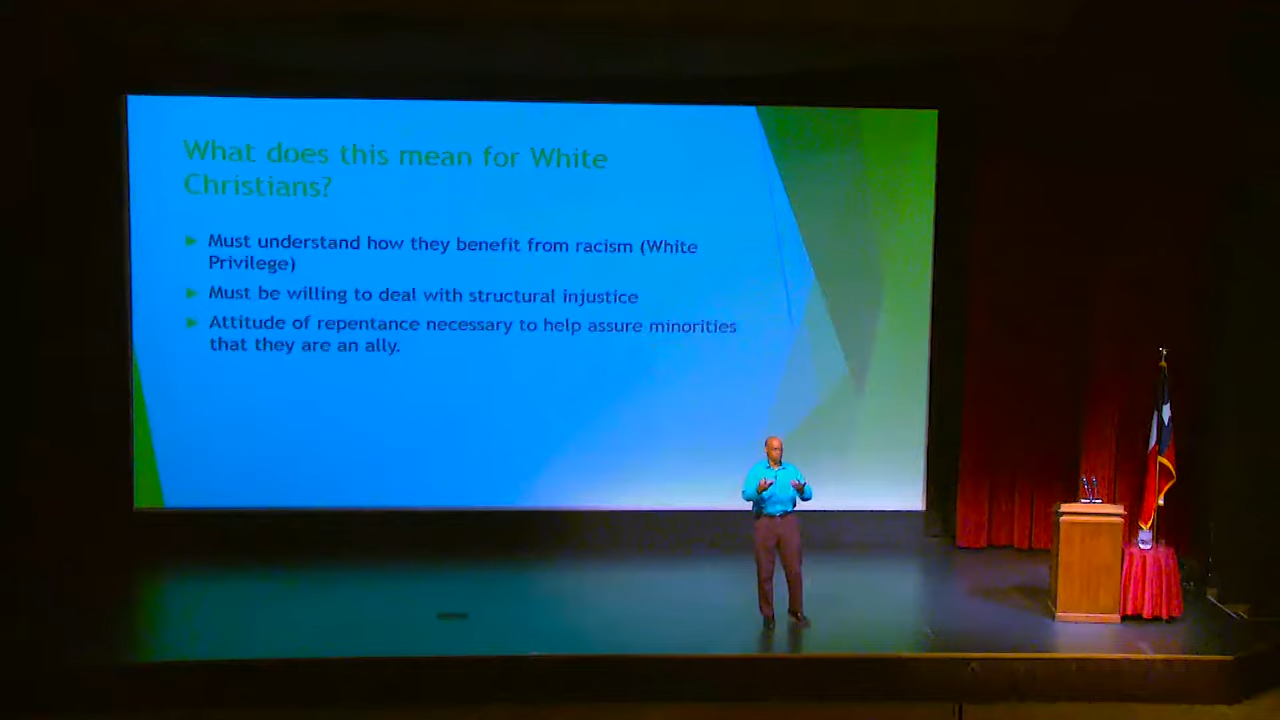 What does this mean for White
Christians?
Must understand how they benefit from racism (White
Privilege)
Must be willing to deal with structural injustice
Attitude of repentance necessary to help assure minorities
that they are an ally.